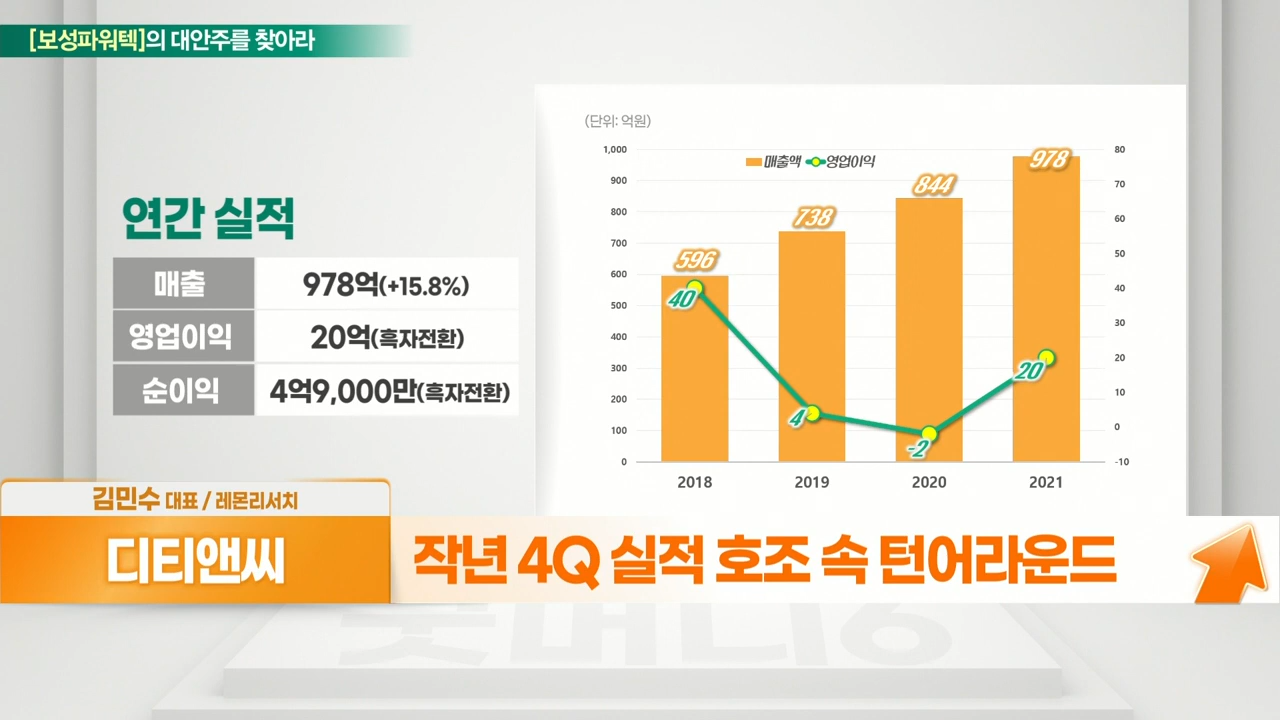 [보성파워텍]의 대안주를 찾아라
(단위: 억원)
매출액 영업이익
1,000
900
800
700
600
500
400
300
200
100
0
80
70
60
50
40
30
20
10
0
-10
596
738
844
978
40
4
-2
20
2018 2019 2020 2021
연간 실적
매출 978억(+15.8%)
영업이익 20억(흑자전환)
순이익 4억9,000만(흑자전환)
김민수 대표 / 레몬리서치
디티앤씨
작년 4Q 실적 호조 속 턴어라운드
머니6